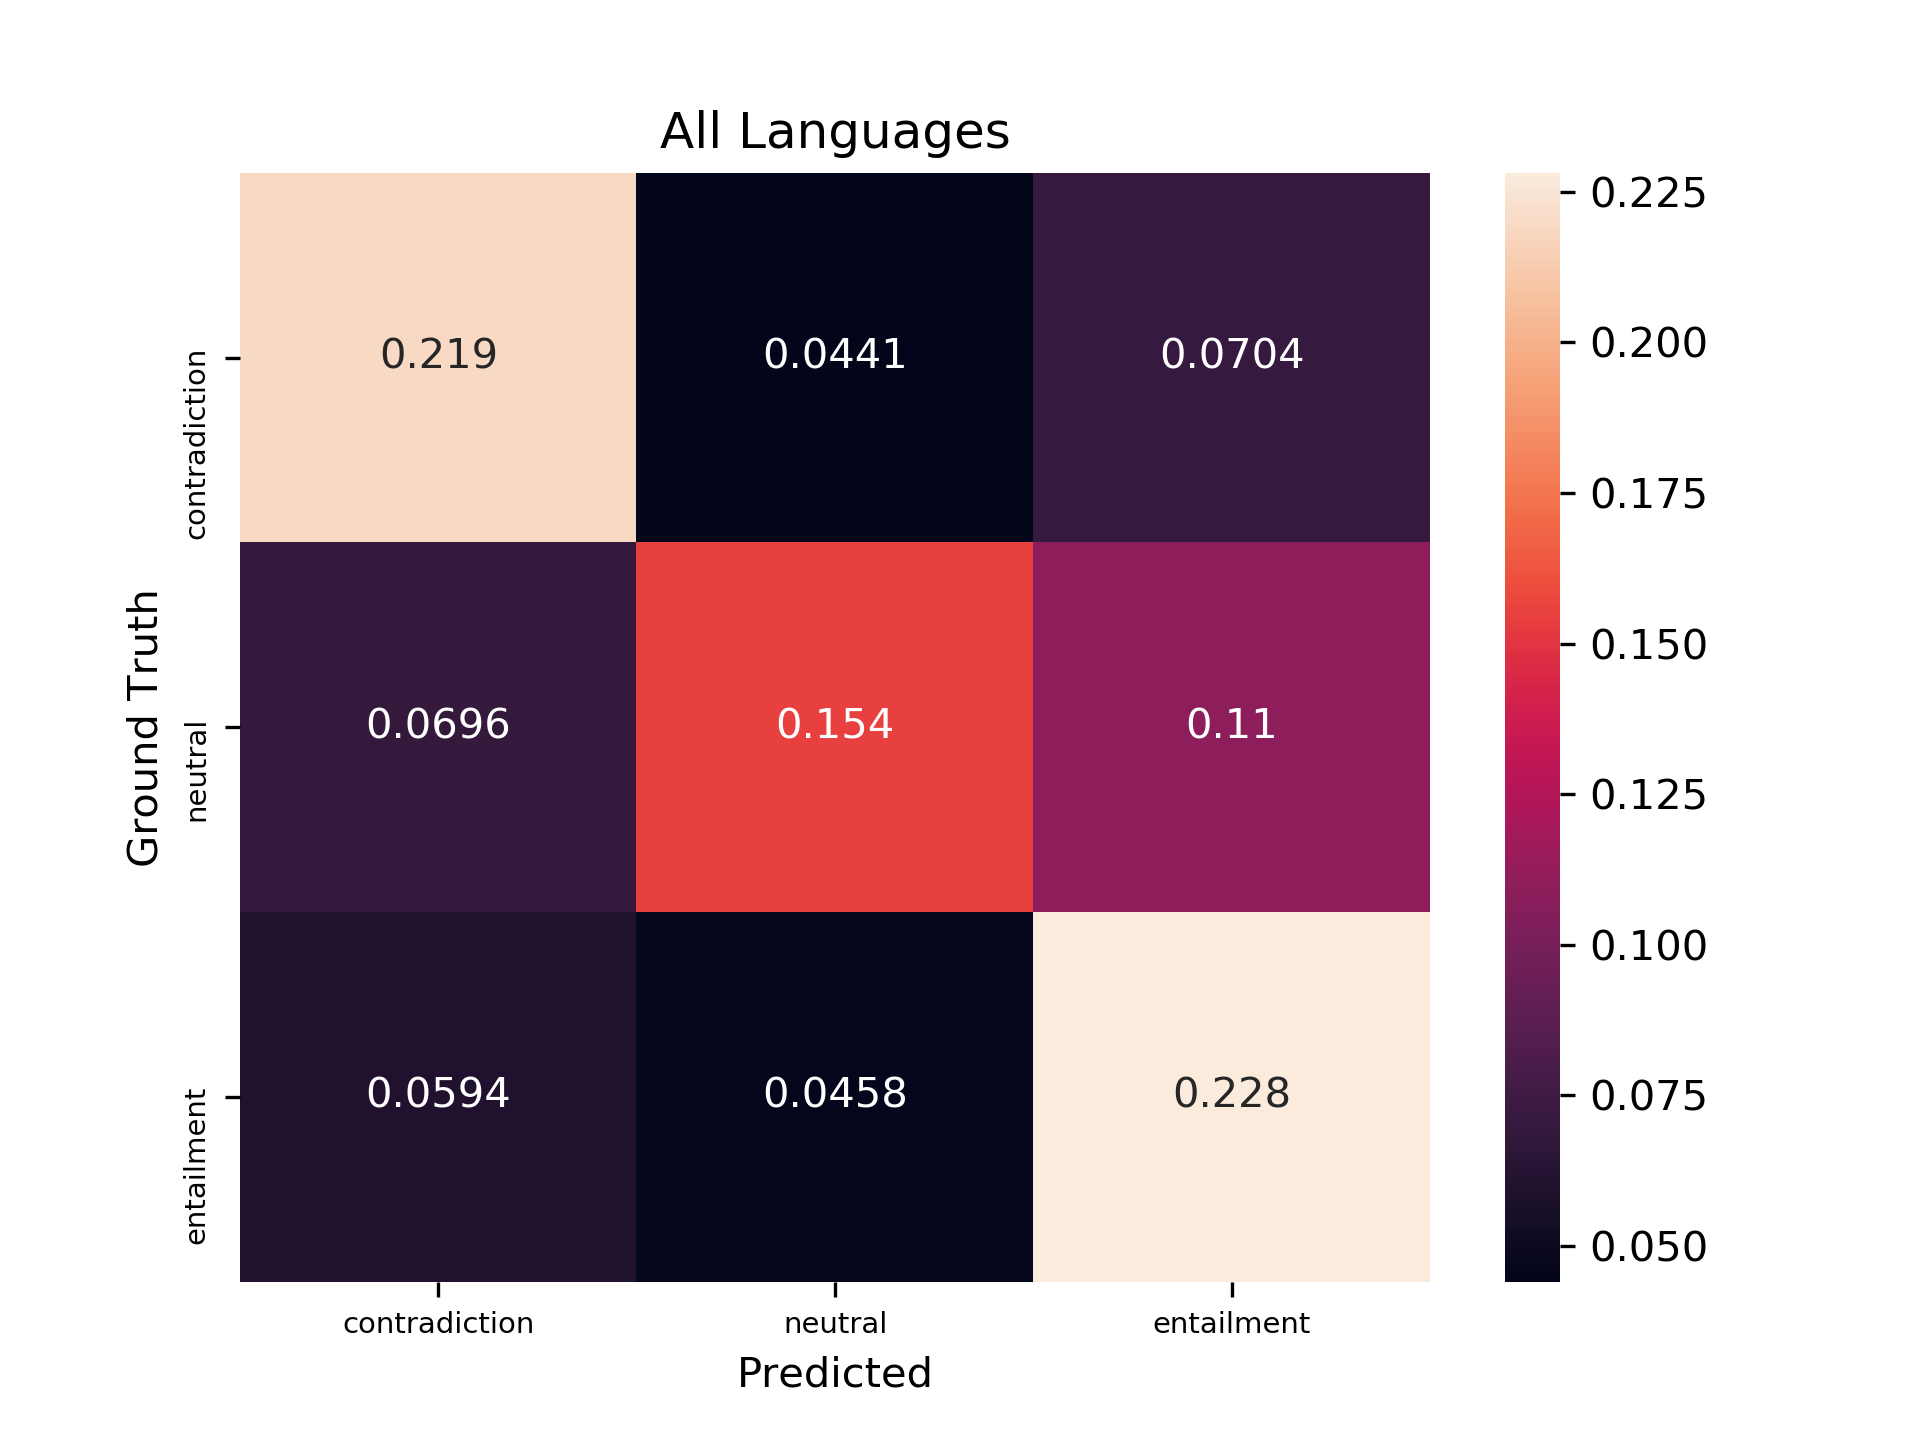 All Languages
0.219 0.0441 0.0704
0.0696 0.154 0.11
0.0594 0.0458 0.228
Ground Truth
contradiction
neutral
entailment
contradiction neutral entailment
Predicted
0.225
0.200
0.175
0.150
0.125
0.100
0.075
0.050